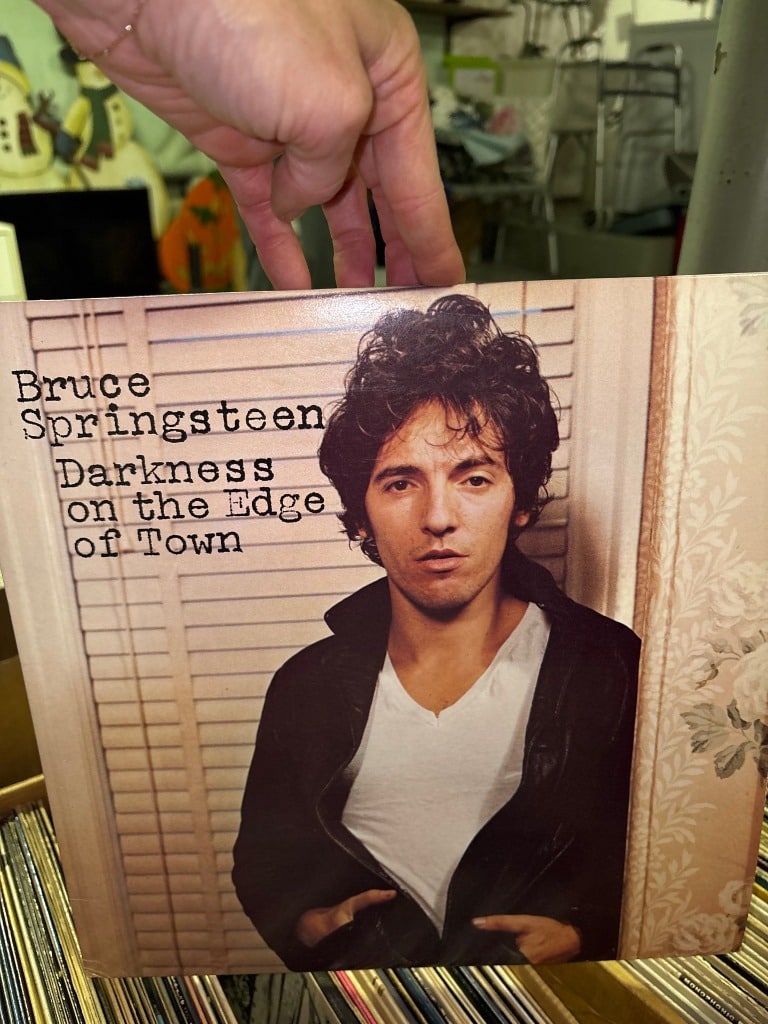 Bruce
Springsteen
Darkness
on the Edge
of Town